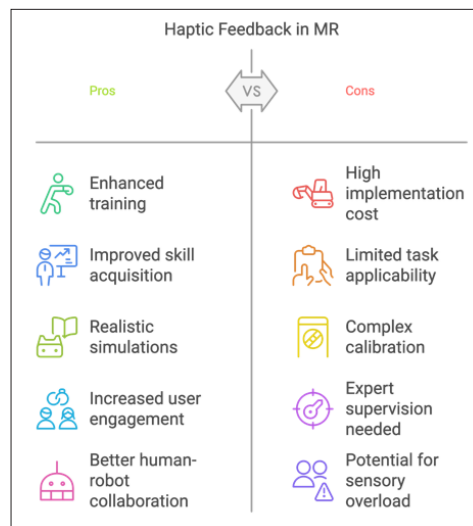 Haptic Feedback in MR
Pros
VS
Cons
Enhanced
training
High
implementation
cost
Improved skill
acquisition
Limited task
applicability
Realistic
simulations
Complex
calibration
Increased user
engagement
Expert
supervision
needed
Better human-
robot
collaboration
Potential for
sensory
overload